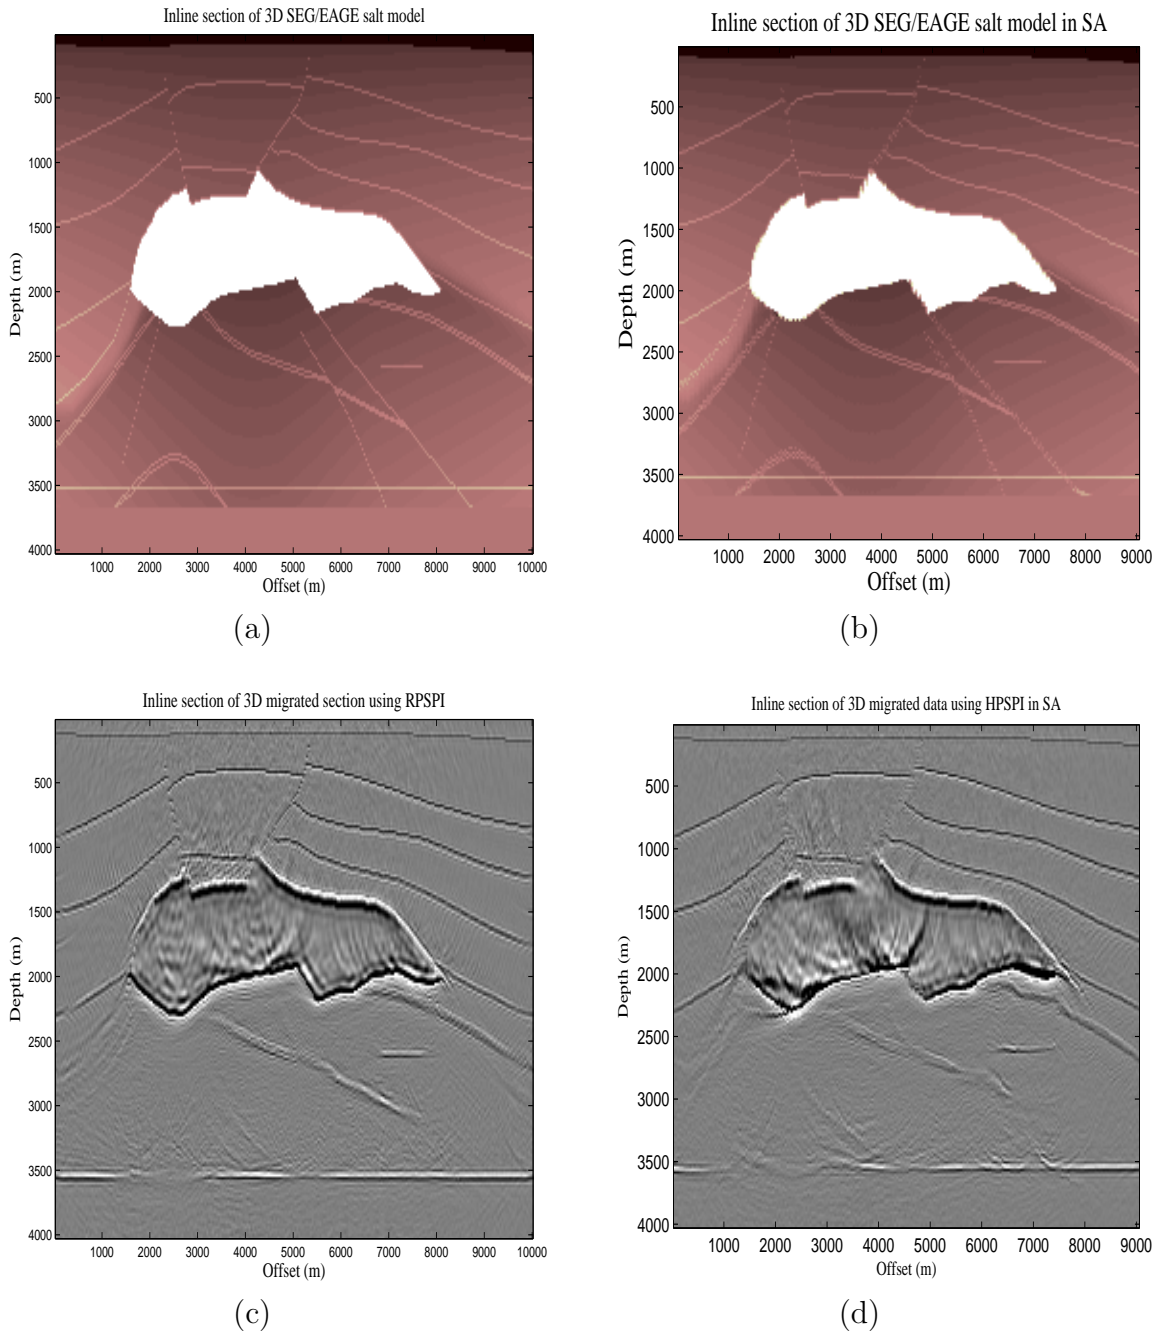 Inline section of 3D SEG/EAGE salt model
500
1000
1500
2000
2500
3000
3500
4000
Depth (m)
1000 2000 3000 4000 5000 6000 7000 8000 9000 10000
Offset (m)
(a)
Inline section of 3D SEG/EAGE salt model in SA
500
1000
1500
2000
2500
3000
3500
4000
Depth (m)
1000 2000 3000 4000 5000 6000 7000 8000 9000
Offset (m)
(b)
Inline section of 3D migrated section using RPSPI
500
1000
1500
2000
2500
3000
3500
4000
Depth (m)
1000 2000 3000 4000 5000 6000 7000 8000 9000 10000
Offset (m)
(c)
Inline section of 3D migrated data using HPSPI in SA
500
1000
1500
2000
2500
3000
3500
4000
Depth (m)
1000 2000 3000 4000 5000 6000 7000 8000 9000
Offset (m)
(d)